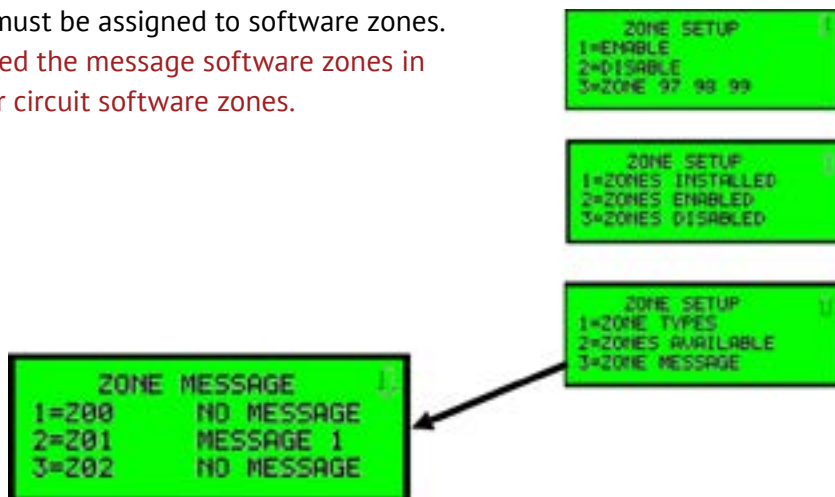 must be assigned to software zones.
ed the message software zones in
r circuit software zones.
ZONE SETUP
1=ENABLE
2=DISABLE
3=ZONE 97 98 99
ZONE SETUP
1=ZONES INSTALLED
2=ZONES ENABLED
3=ZONES DISABLED
ZONE SETUP
1=ZONE TYPES
2=ZONES AVAILABLE
3=ZONE MESSAGE
ZONE MESSAGE
1=Z00 NO MESSAGE
2=Z01 MESSAGE 1
3=Z02 NO MESSAGE